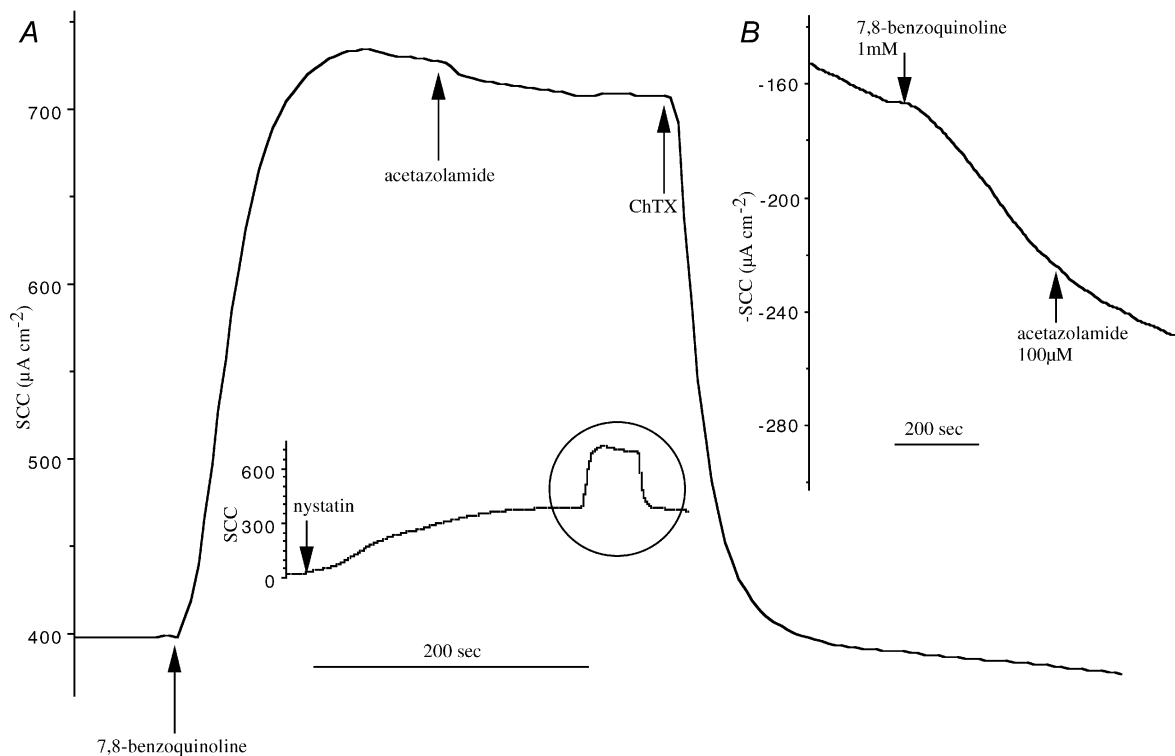 A
SCC (µA cm-2)
700
600
500
400
7,8-benzoquinoline
acetazolamide
ChTX
200 sec
SCC
600
300
0
nystatin
B
-SCC (µA cm-2)
-160
-200
-240
-280
7,8-benzoquinoline
1mM
acetazolamide
100µM
200 sec